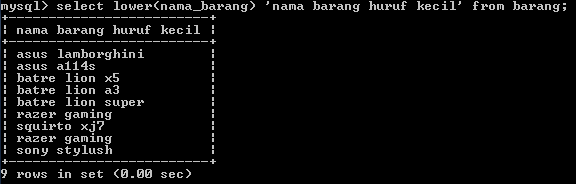 mysql> select lower(nama_barang) 'nama barang huruf kecil' from barang;
+-------------------------+
| nama barang huruf kecil |
+-------------------------+
| asus lamborghini        |
| asus a114s              |
| batre lion x5           |
| batre lion a3           |
| batre lion super        |
| razer gaming            |
| squirto xj7             |
| razer gaming            |
| sony stylush            |
+-------------------------+
9 rows in set (0.00 sec)